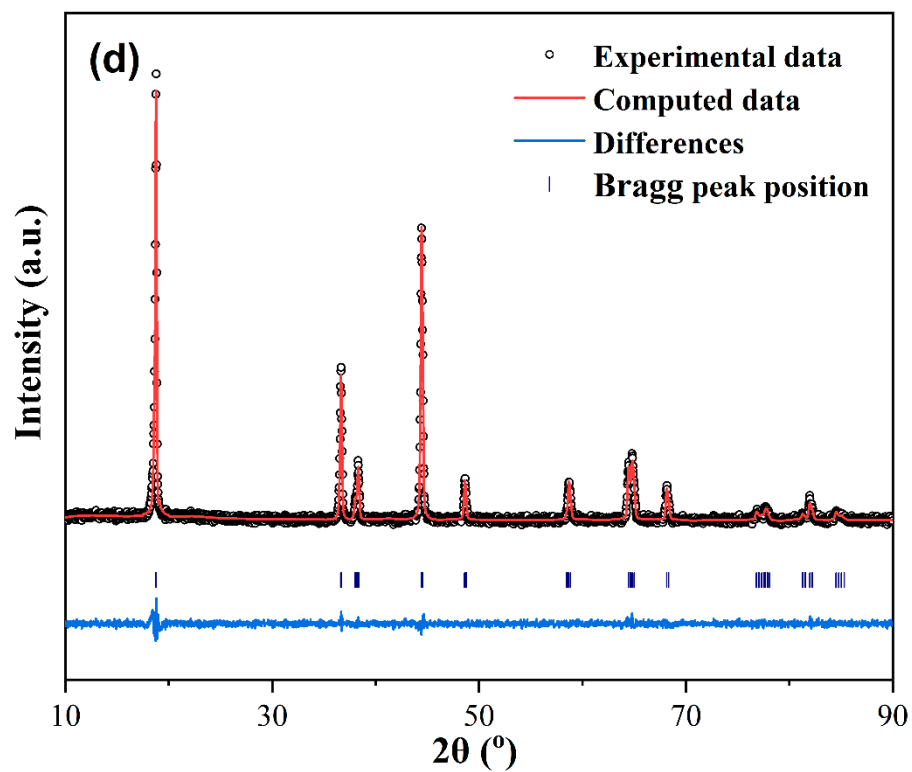 (d)
Experimental data
Computed data
Differences
Bragg peak position
Intensity (a.u.)
10 30 50 70 90
2θ (°)